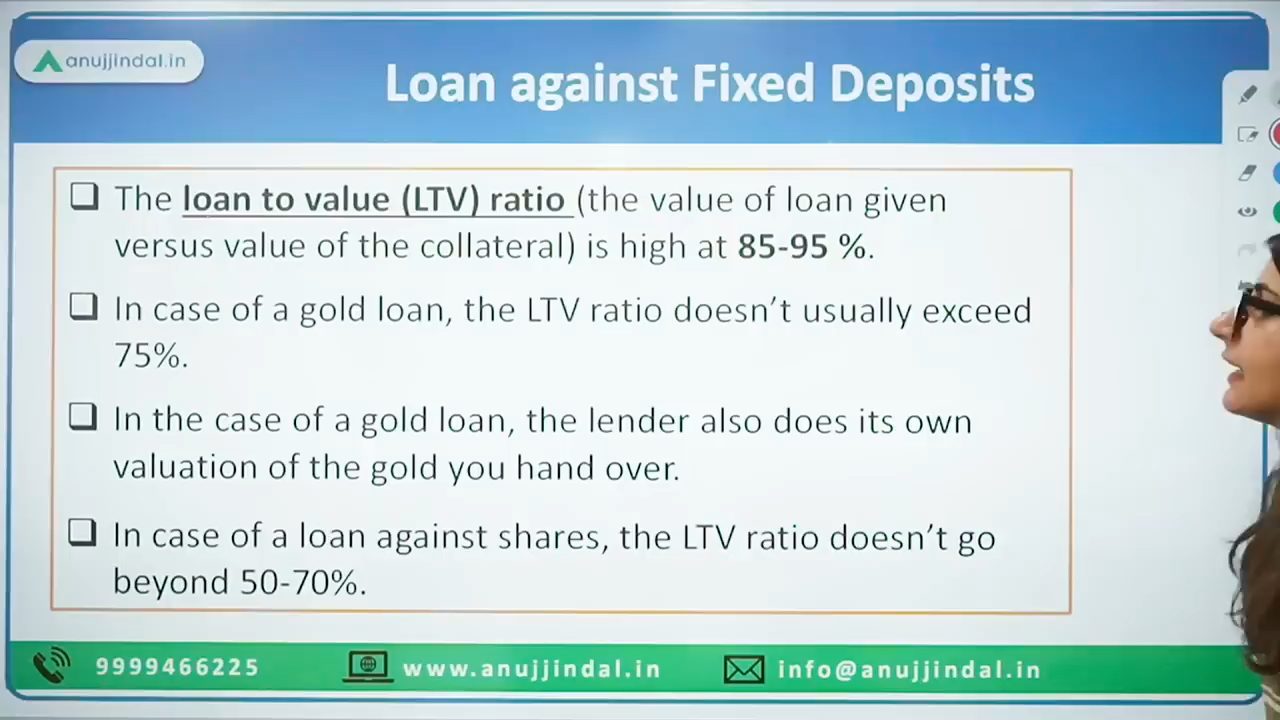 anujjindal.in
Loan against Fixed Deposits
The loan to value (LTV) ratio (the value of loan given
versus value of the collateral) is high at 85-95 %.
In case of a gold loan, the LTV ratio doesn’t usually exceed
75%.
In the case of a gold loan, the lender also does its own
valuation of the gold you hand over.
In case of a loan against shares, the LTV ratio doesn’t go
beyond 50-70%.
9999466225
www.anujjindal.in
info@anujjindal.in